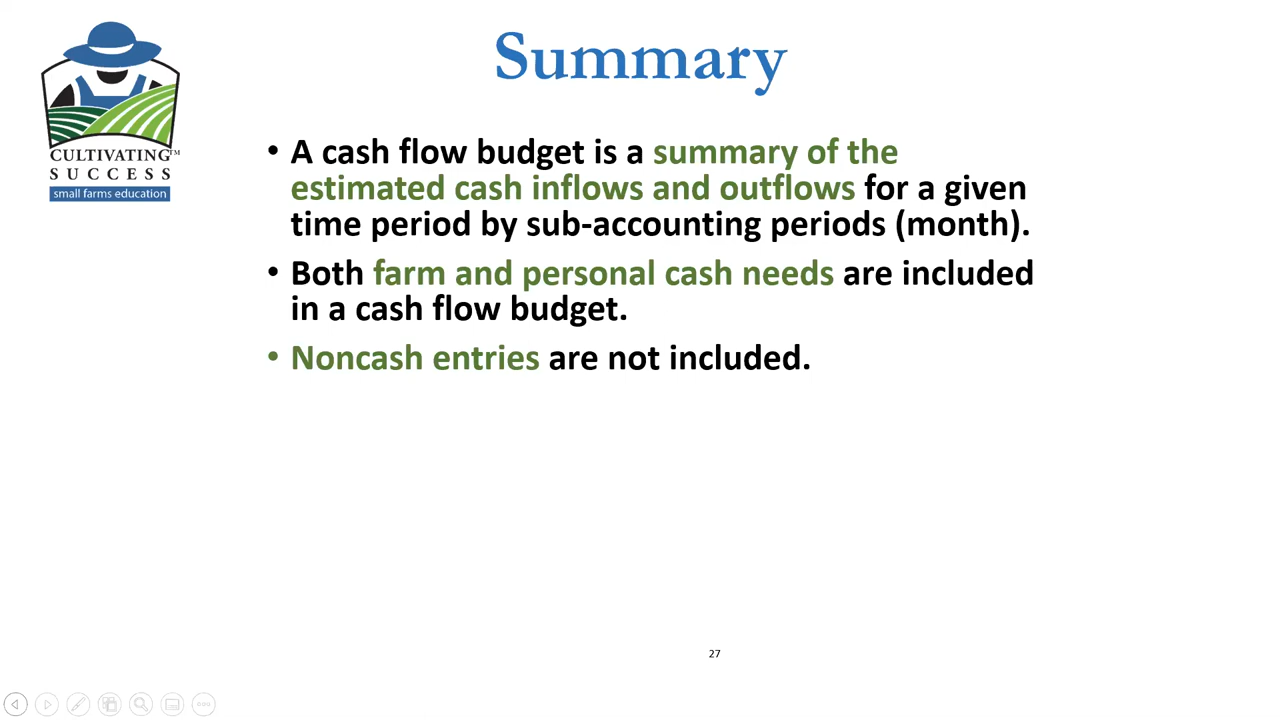 Summary
CULTIVATING™
SUCCESS
small farms education
• A cash flow budget is a summary of the
estimated cash inflows and outflows for a given
time period by sub-accounting periods (month).
• Both farm and personal cash needs are included
in a cash flow budget.
• Noncash entries are not included.
27